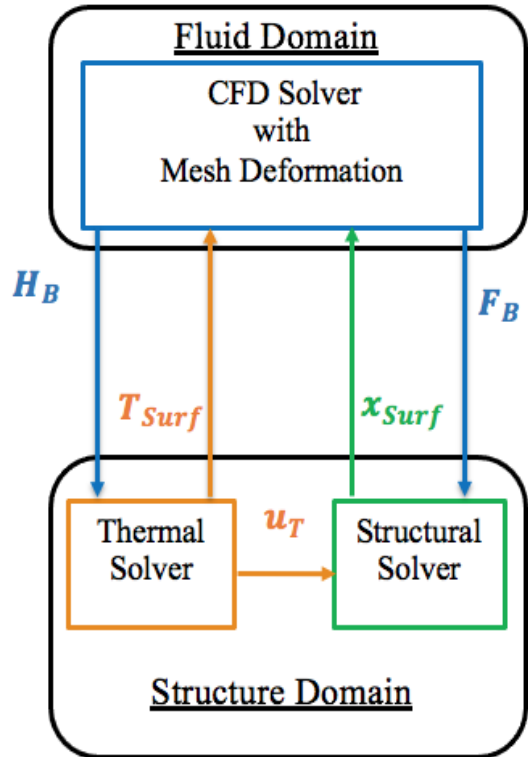 Fluid Domain
CFD Solver
with
Mesh Deformation
H_B
F_B
T_Surf
x_Surf
u_T
Thermal
Solver
Structural
Solver
Structure Domain